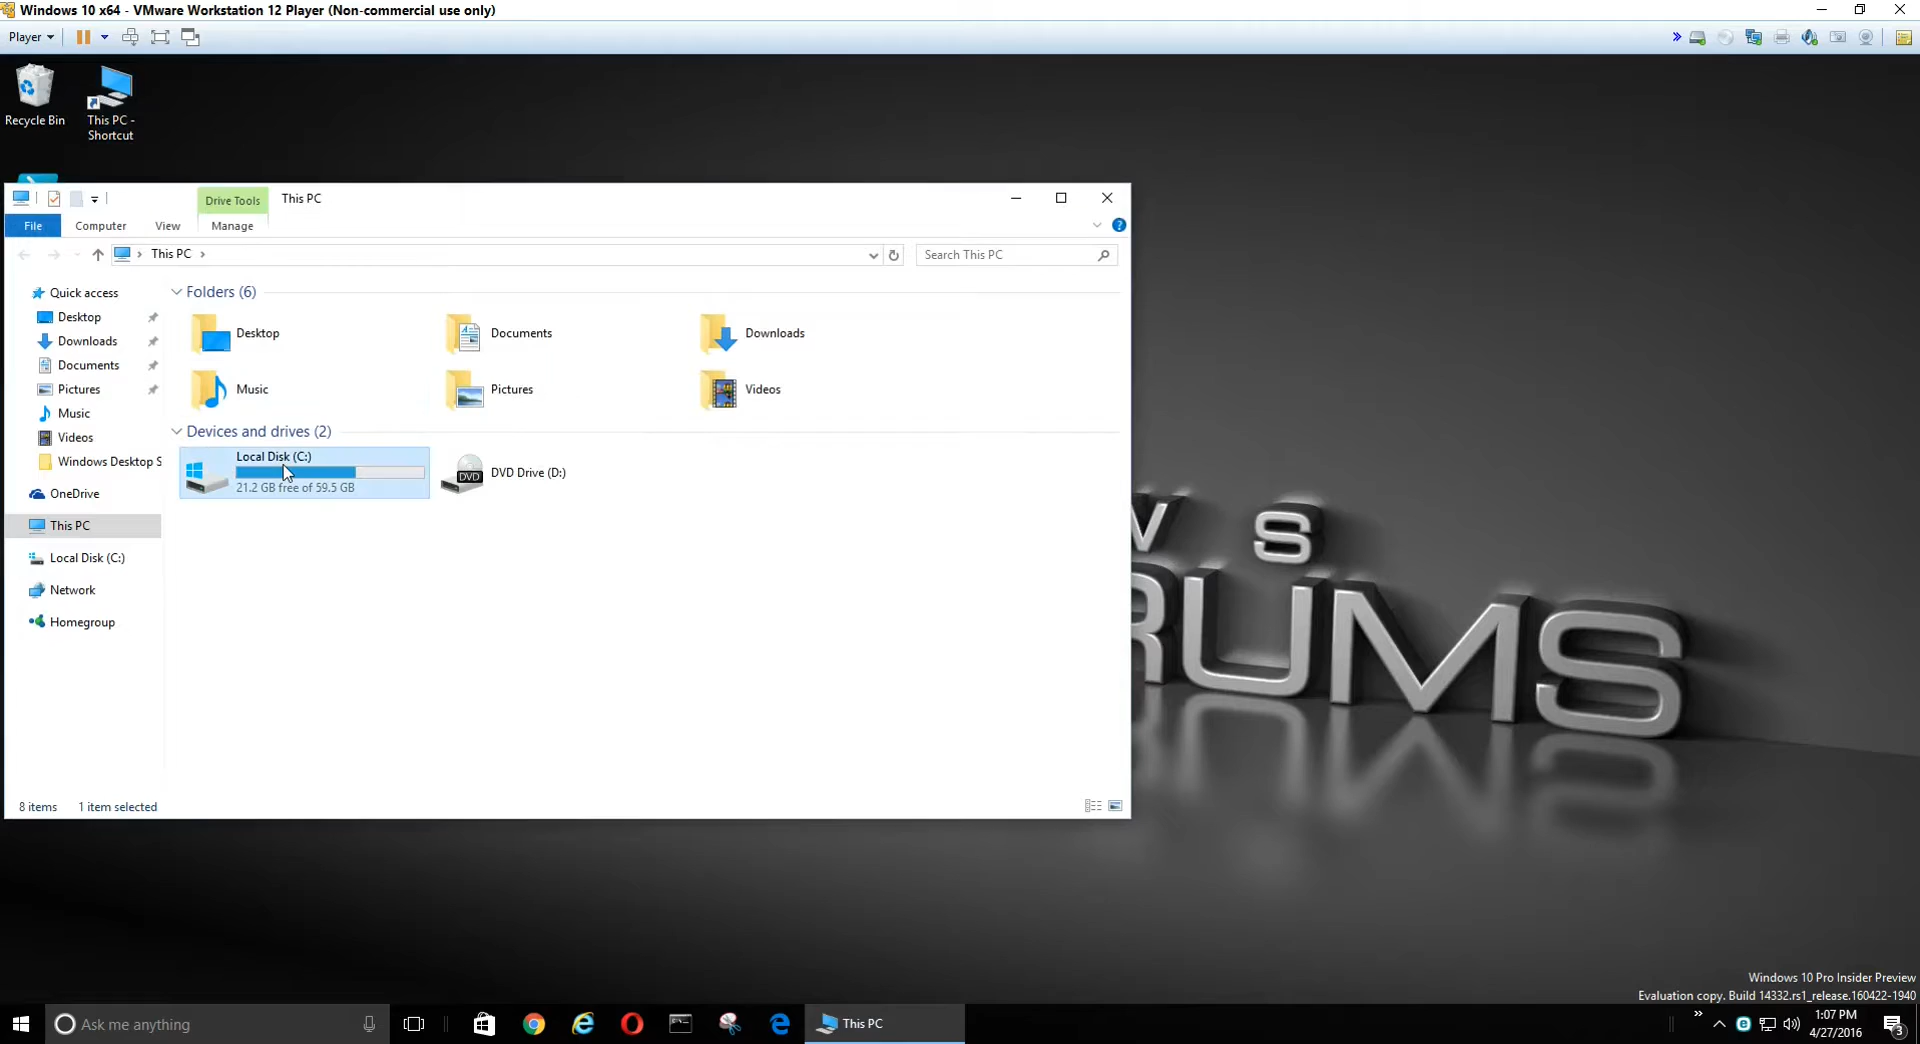 Windows 10 x64 - VMware Workstation 12 Player (Non-commercial use only)
Player
Recycle Bin
This PC - Shortcut
Drive Tools
This PC
File
Computer
View
Manage
This PC
Search This PC
Quick access
Desktop
Downloads
Documents
Pictures
Music
Videos
Windows Desktop S
OneDrive
This PC
Local Disk (C:)
Network
Homegroup
Folders (6)
Desktop
Documents
Downloads
Music
Pictures
Videos
Devices and drives (2)
Local Disk (C:)
21.2 GB free of 59.5 GB
DVD
DVD Drive (D:)
8 items
1 item selected
W S
RUMS
Windows 10 Pro Insider Preview
Evaluation copy. Build 14332.rs1_release.160422-1940
Ask me anything
This PC
1:07 PM
4/27/2016
3